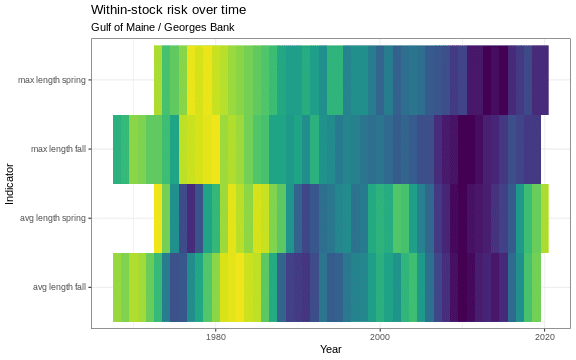 Within-stock risk over time
Gulf of Maine / Georges Bank
max length spring
max length fall
avg length spring
avg length fall
Indicator
1980
2000
2020
Year